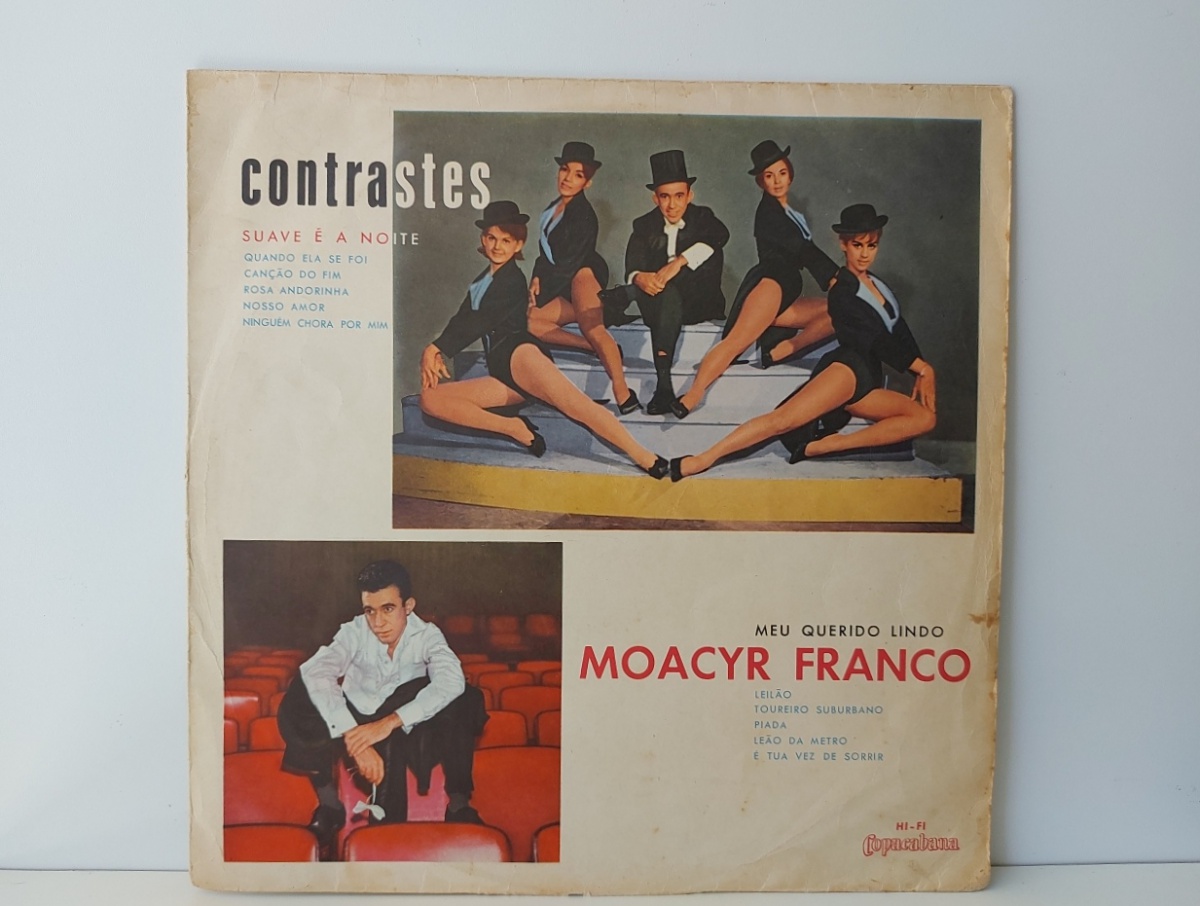 contrastes
SUAVE É A NOITE
QUANDO ELA SE FOI
CANÇÃO DO FIM
ROSA ANDORINHA
NOSSO AMOR
NINGUÉM CHORA POR MIM
MEU QUERIDO LINDO
MOACYR FRANCO
LEILÃO
TOUREIRO SUBURBANO
PIADA
LEÃO DA METRO
É TUA VEZ DE SORRIR
HI-FI
Copacabana